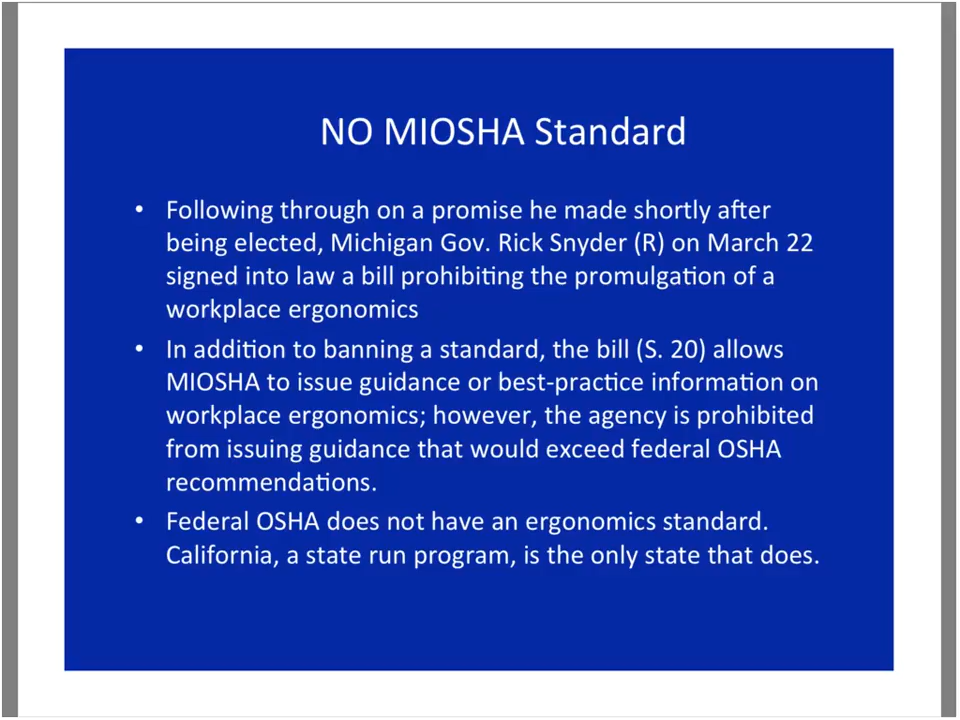 NO MIOSHA Standard
• Following through on a promise he made shortly after
being elected, Michigan Gov. Rick Snyder (R) on March 22
signed into law a bill prohibiting the promulgation of a
workplace ergonomics
• In addition to banning a standard, the bill (S. 20) allows
MIOSHA to issue guidance or best-practice information on
workplace ergonomics; however, the agency is prohibited
from issuing guidance that would exceed federal OSHA
recommendations.
• Federal OSHA does not have an ergonomics standard.
California, a state run program, is the only state that does.